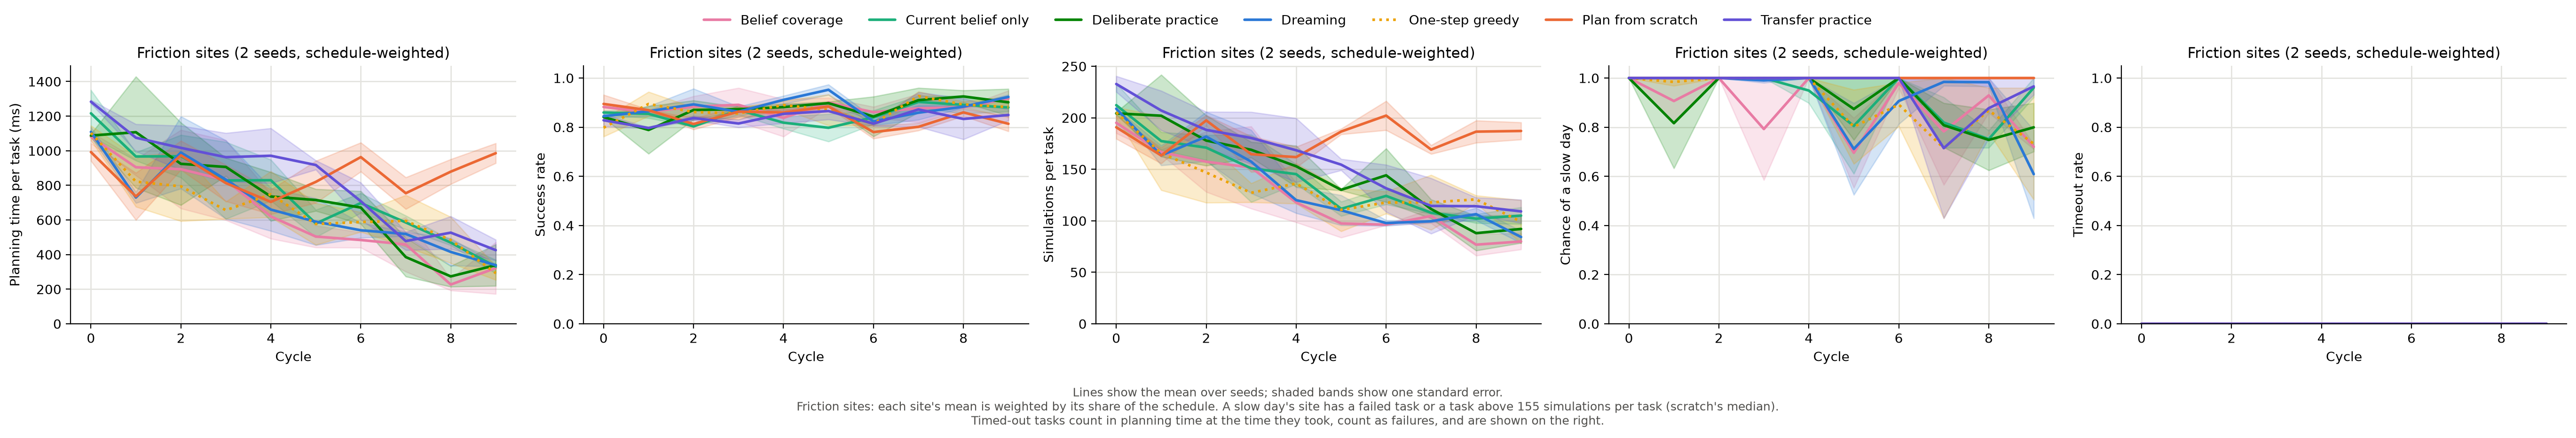 Belief coverage Current belief only Deliberate practice Dreaming One-step greedy Plan from scratch Transfer practice
Friction sites (2 seeds, schedule-weighted)
Planning time per task (ms)
1400
1200
1000
800
600
400
200
0
0 2 4 6 8
Cycle
Friction sites (2 seeds, schedule-weighted)
Success rate
1.0
0.8
0.6
0.4
0.2
0.0
0 2 4 6 8
Cycle
Friction sites (2 seeds, schedule-weighted)
Simulations per task
250
200
150
100
50
0
0 2 4 6 8
Cycle
Friction sites (2 seeds, schedule-weighted)
Chance of a slow day
1.0
0.8
0.6
0.4
0.2
0.0
0 2 4 6 8
Cycle
Friction sites (2 seeds, schedule-weighted)
Timeout rate
1.0
0.8
0.6
0.4
0.2
0.0
0 2 4 6 8
Cycle
Lines show the mean over seeds; shaded bands show one standard error.
Friction sites: each site's mean is weighted by its share of the schedule. A slow day's site has a failed task or a task above 155 simulations per task (scratch's median).
Timed-out tasks count in planning time at the time they took, count as failures, and are shown on the right.